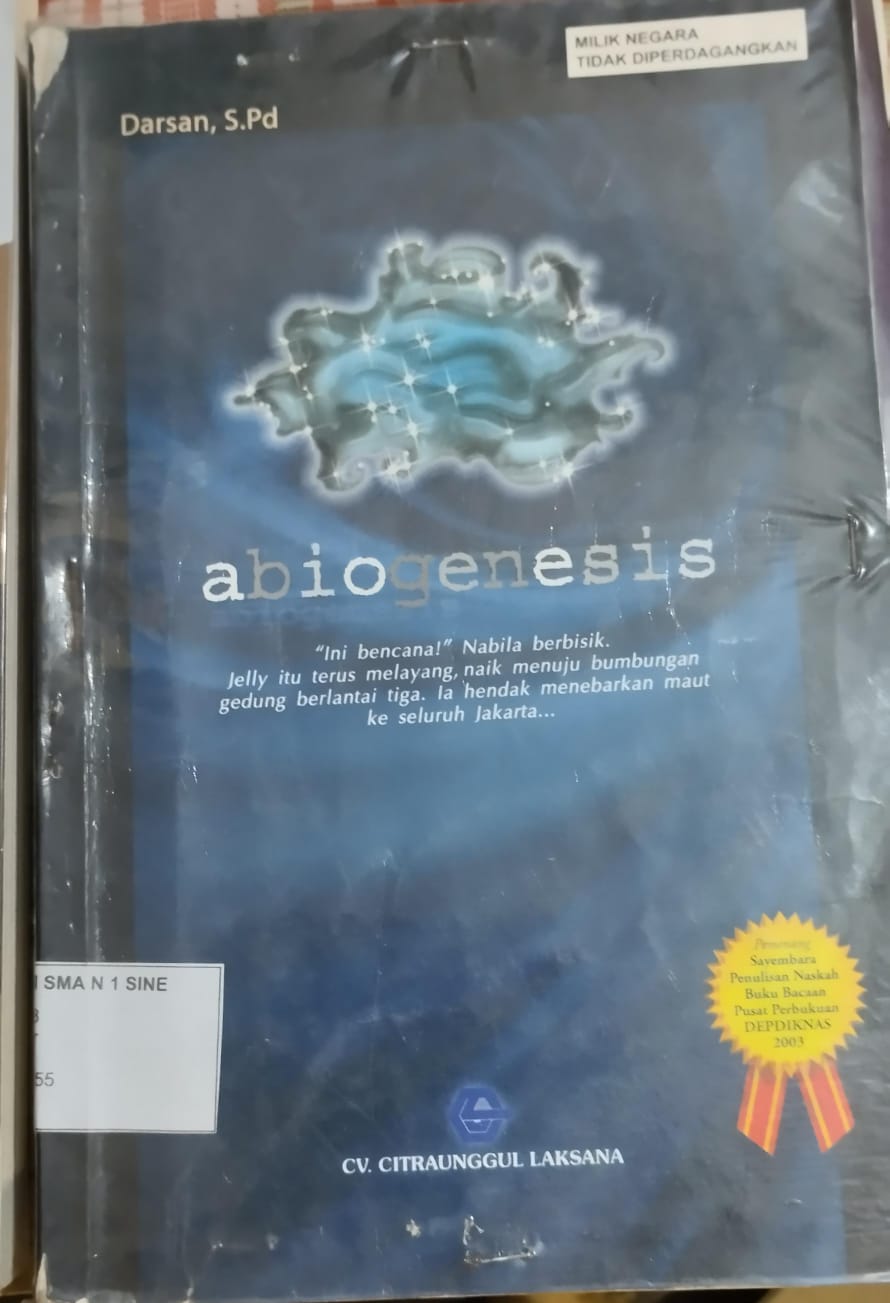 MILIK NEGARA
TIDAK DIPERDAGANGKAN
Darsan, S.Pd
abiogenesis
"Ini bencana!" Nabila berbisik.
Jelly itu terus melayang, naik menuju bumbungan
gedung berlantai tiga. Ia hendak menebarkan maut
ke seluruh Jakarta...
SMA N 1 SINE
55
Pemenang
Sayembara
Penulisan Naskah
Buku Bacaan
Pusat Perbukuan
DEPDIKNAS
2003
CV. CITRAUNGGUL LAKSANA